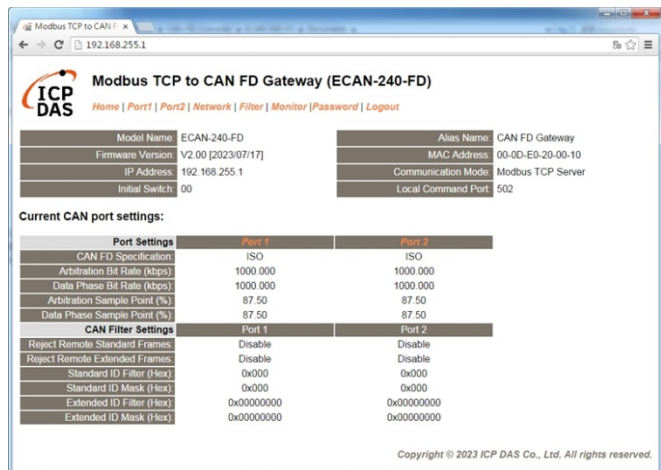 Modbus TCP to CAN F
192.168.255.1
ICP DAS
Modbus TCP to CAN FD Gateway (ECAN-240-FD)
Home | Port1 | Port2 | Network | Filter | Monitor |Password | Logout
Model Name: ECAN-240-FD Alias Name: CAN FD Gateway
Firmware Version: V2.00 [2023/07/17] MAC Address: 00-0D-E0-20-00-10
IP Address: 192.168.255.1 Communication Mode: Modbus TCP Server
Initial Switch: 00 Local Command Port: 502
Current CAN port settings:
Port Settings Port 1 Port 2
CAN FD Specification: ISO ISO
Arbitration Bit Rate (kbps): 1000.000 1000.000
Data Phase Bit Rate (kbps): 1000.000 1000.000
Arbitration Sample Point (%): 87.50 87.50
Data Phase Sample Point (%): 87.50 87.50
CAN Filter Settings Port 1 Port 2
Reject Remote Standard Frames: Disable Disable
Reject Remote Extended Frames: Disable Disable
Standard ID Filter (Hex): 0x000 0x000
Standard ID Mask (Hex): 0x000 0x000
Extended ID Filter (Hex): 0x00000000 0x00000000
Extended ID Mask (Hex): 0x00000000 0x00000000
Copyright © 2023 ICP DAS Co., Ltd. All rights reserved.